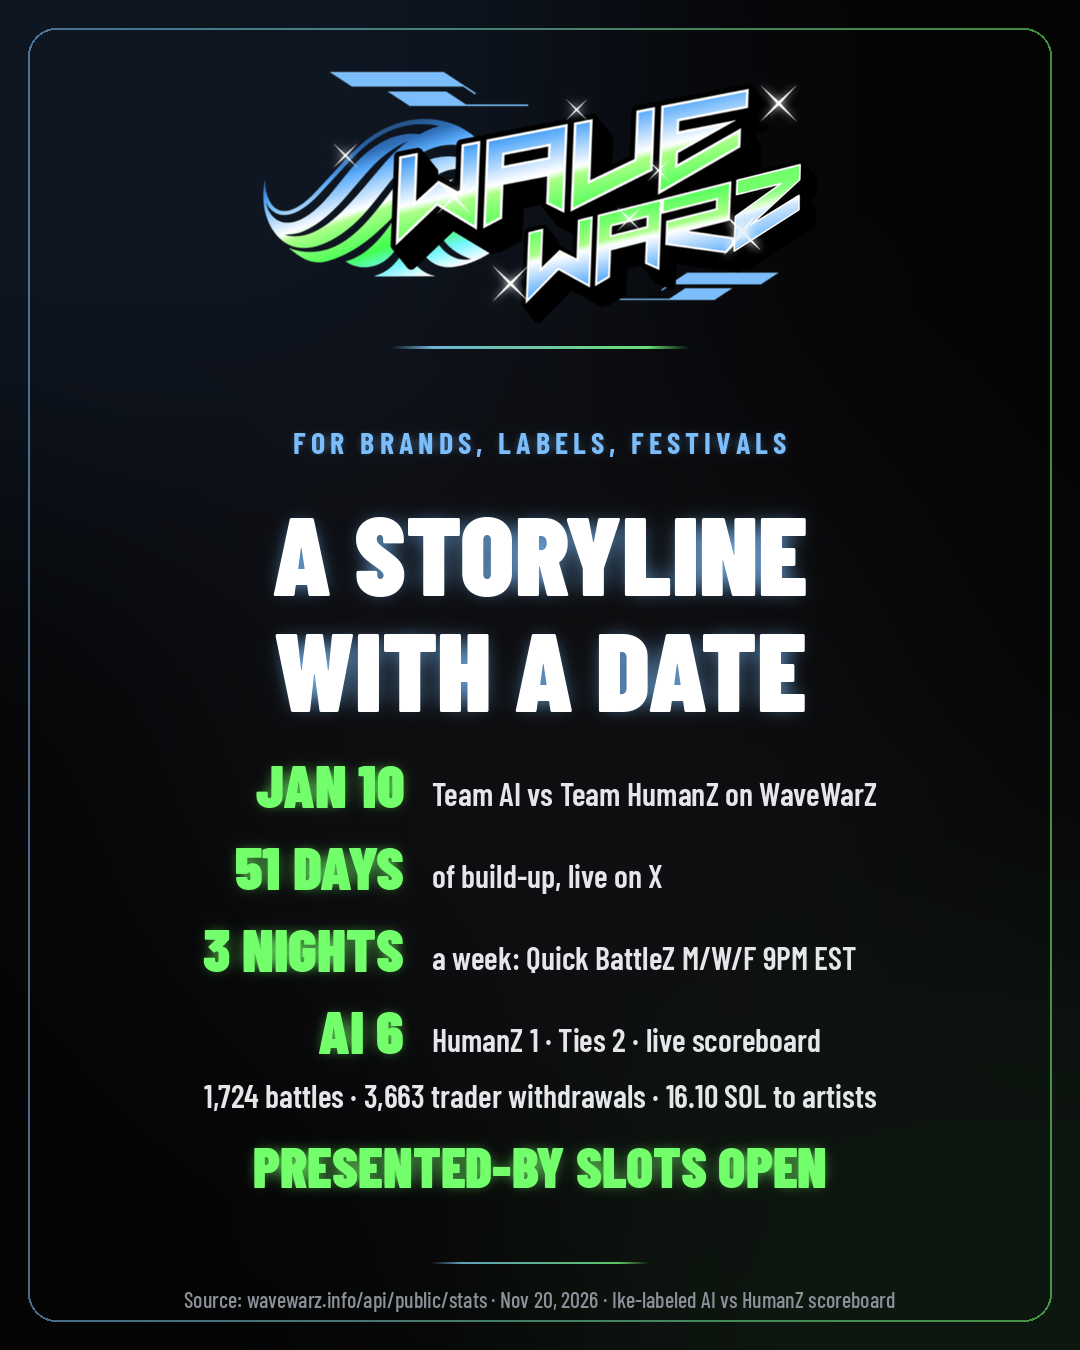 WAVE
WARZ
FOR BRANDS, LABELS, FESTIVALS
A STORYLINE
WITH A DATE
JAN 10 Team AI vs Team HumanZ on WaveWarZ
51 DAYS of build-up, live on X
3 NIGHTS a week: Quick BattleZ M/W/F 9PM EST
AI 6 HumanZ 1 · Ties 2 · live scoreboard
1,724 battles · 3,663 trader withdrawals · 16.10 SOL to artists
PRESENTED-BY SLOTS OPEN
Source: wavewarz.info/api/public/stats · Nov 20, 2026 · Ike-labeled AI vs HumanZ scoreboard